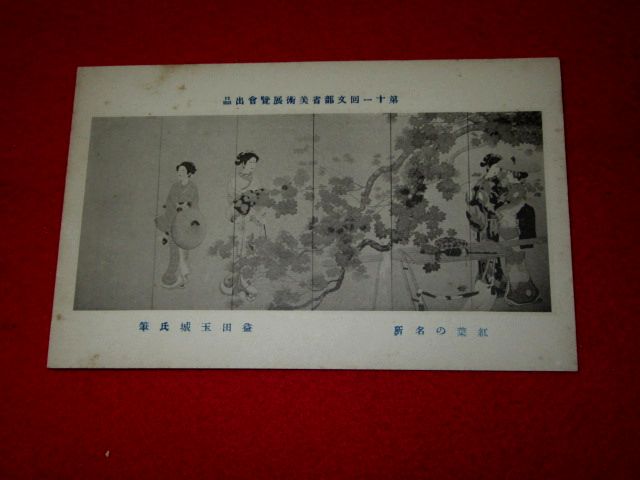 第十一回文部省美術展覽會出品
紅葉の名所
益田玉城氏筆